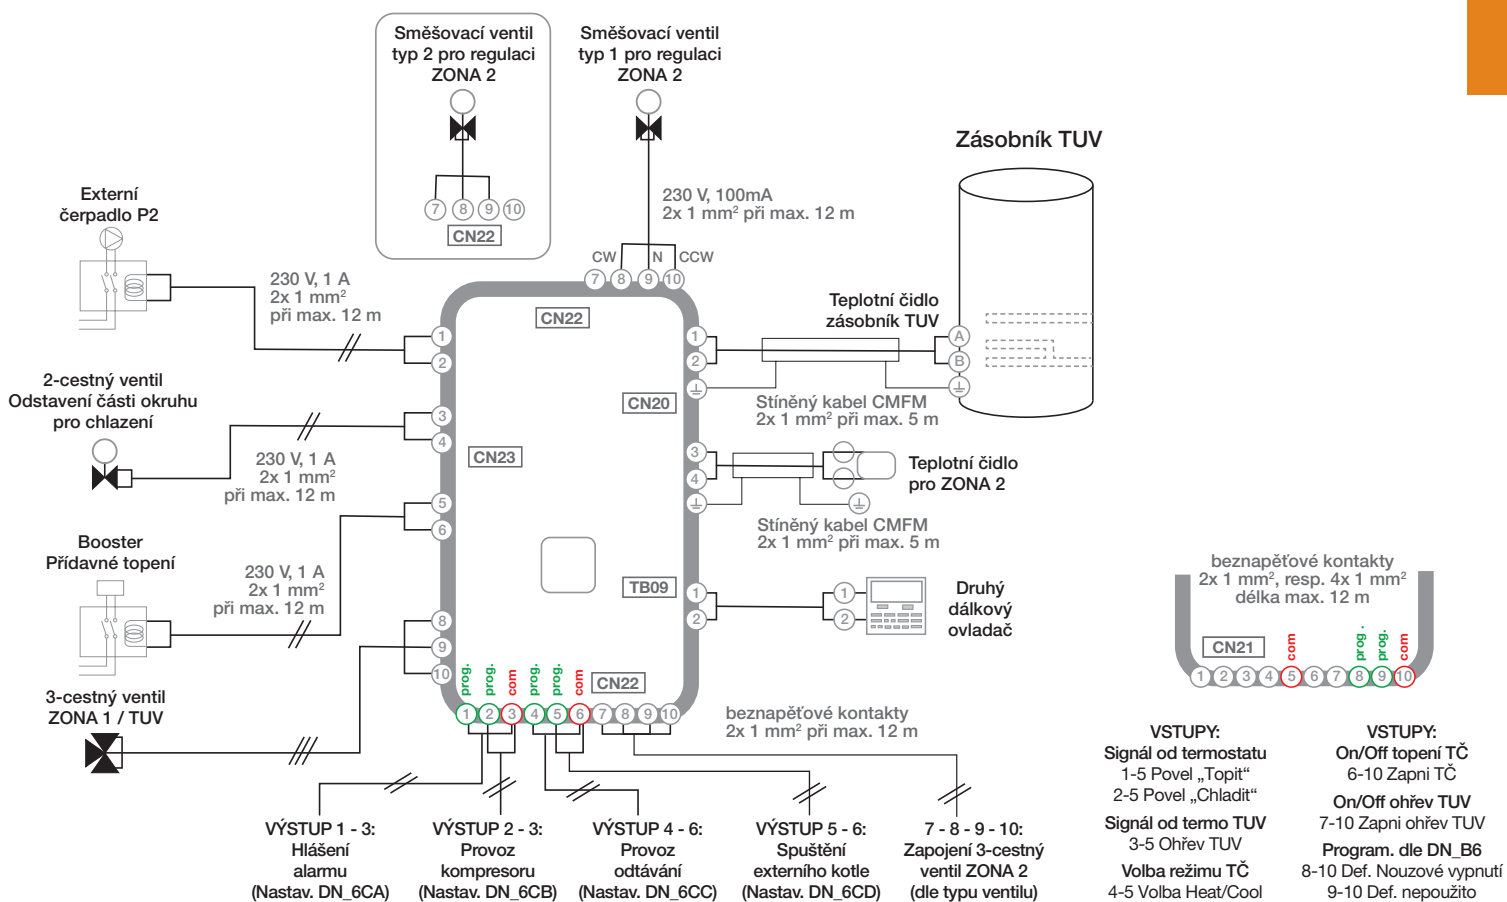 Směšovací ventil
typ 2 pro regulaci
ZONA 2
7 8 9 10
CN22
Směšovací ventil
typ 1 pro regulaci
ZONA 2
230 V, 100mA
2x 1 mm² při max. 12 m
CW N CCW
7 8 9 10
CN22
Zásobník TUV
Externí
čerpadlo P2
230 V, 1 A
2x 1 mm²
při max. 12 m
1
2
2-cestný ventil
Odstavení části okruhu
pro chlazení
230 V, 1 A
2x 1 mm²
při max. 12 m
3
4
CN23
5
6
Booster
Přídavné topení
230 V, 1 A
2x 1 mm²
při max. 12 m
8
9
10
3-cestný ventil
ZONA 1 / TUV
Teplotní čidlo
zásobník TUV
1
2
A
B
CN20
Stíněný kabel CMFM
2x 1 mm² při max. 5 m
3
4
Teplotní čidlo
pro ZONA 2
Stíněný kabel CMFM
2x 1 mm² při max. 5 m
TB09
1
2
1
2
Druhý
dálkový
ovladač
prog. prog. com prog. prog. com
CN22
1 2 3 4 5 6 7 8 9 10
beznapěťové kontakty
2x 1 mm² při max. 12 m
VÝSTUP 1 - 3:
Hlášení
alarmu
(Nastav. DN_6CA)
VÝSTUP 2 - 3:
Provoz
kompresoru
(Nastav. DN_6CB)
VÝSTUP 4 - 6:
Provoz
odtávání
(Nastav. DN_6CC)
VÝSTUP 5 - 6:
Spuštění
externího kotle
(Nastav. DN_6CD)
7 - 8 - 9 - 10:
Zapojení 3-cestný
ventil ZONA 2
(dle typu ventilu)
beznapěťové kontakty
2x 1 mm², resp. 4x 1 mm²
délka max. 12 m
CN21
com prog. prog. com
1 2 3 4 5 6 7 8 9 10
VSTUPY:
Signál od termostatu
1-5 Povel „Topit“
2-5 Povel „Chladit“
Signál od termo TUV
3-5 Ohřev TUV
Volba režimu TČ
4-5 Volba Heat/Cool
VSTUPY:
On/Off topení TČ
6-10 Zapni TČ
On/Off ohřev TUV
7-10 Zapni ohřev TUV
Program. dle DN_B6
8-10 Def. Nouzové vypnutí
9-10 Def. nepoužito